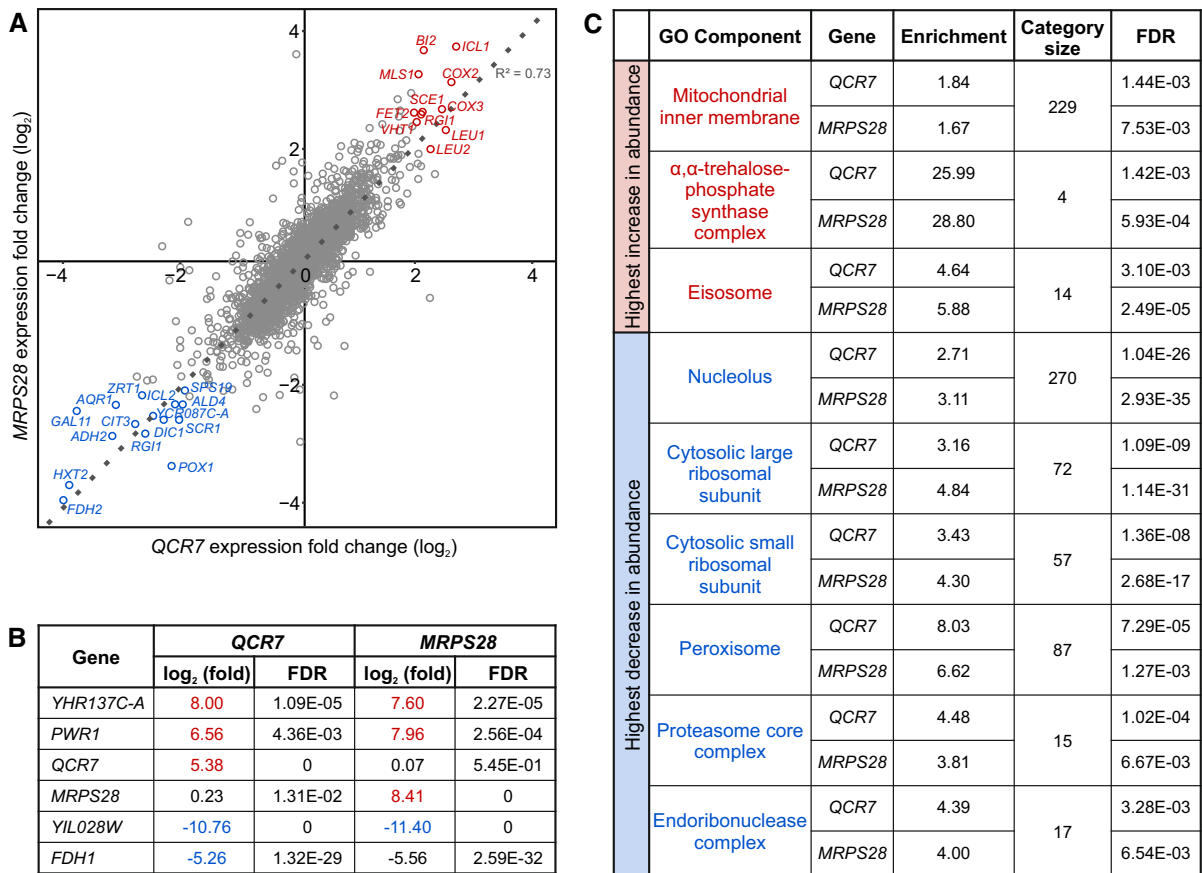 A
MRPS28 expression fold change (log₂)
4
2
−2
−4
−4
−2
0
2
4
BI2
ICL1
MLS1
COX2
R² = 0.73
SCE1
COX3
FET2
RGI1
VHT1
LEU1
LEU2
ZRT1
ICL2
SPS19
AQR1
ALD4
GAL11
CIT3
YCR087C-A
ADH2
DIC1
SCR1
RGI1
POX1
HXT2
FDH2
QCR7 expression fold change (log₂)
B
Gene QCR7 MRPS28
log₂ (fold) FDR log₂ (fold) FDR
YHR137C-A 8.00 1.09E-05 7.60 2.27E-05
PWR1 6.56 4.36E-03 7.96 2.56E-04
QCR7 5.38 0 0.07 5.45E-01
MRPS28 0.23 1.31E-02 8.41 0
YIL028W -10.76 0 -11.40 0
FDH1 -5.26 1.32E-29 -5.56 2.59E-32
C
GO Component Gene Enrichment Category size FDR
Highest increase in abundance
Mitochondrial
inner membrane
QCR7 1.84 229 1.44E-03
MRPS28 1.67 7.53E-03
α,α-trehalose-
phosphate
synthase
complex
QCR7 25.99 4 1.42E-03
MRPS28 28.80 5.93E-04
Eisosome
QCR7 4.64 14 3.10E-03
MRPS28 5.88 2.49E-05
Highest decrease in abundance
Nucleolus
QCR7 2.71 270 1.04E-26
MRPS28 3.11 2.93E-35
Cytosolic large
ribosomal
subunit
QCR7 3.16 72 1.09E-09
MRPS28 4.84 1.14E-31
Cytosolic small
ribosomal
subunit
QCR7 3.43 57 1.36E-08
MRPS28 4.30 2.68E-17
Peroxisome
QCR7 8.03 87 7.29E-05
MRPS28 6.62 1.27E-03
Proteasome core
complex
QCR7 4.48 15 1.02E-04
MRPS28 3.81 6.67E-03
Endoribonuclease
complex
QCR7 4.39 17 3.28E-03
MRPS28 4.00 6.54E-03